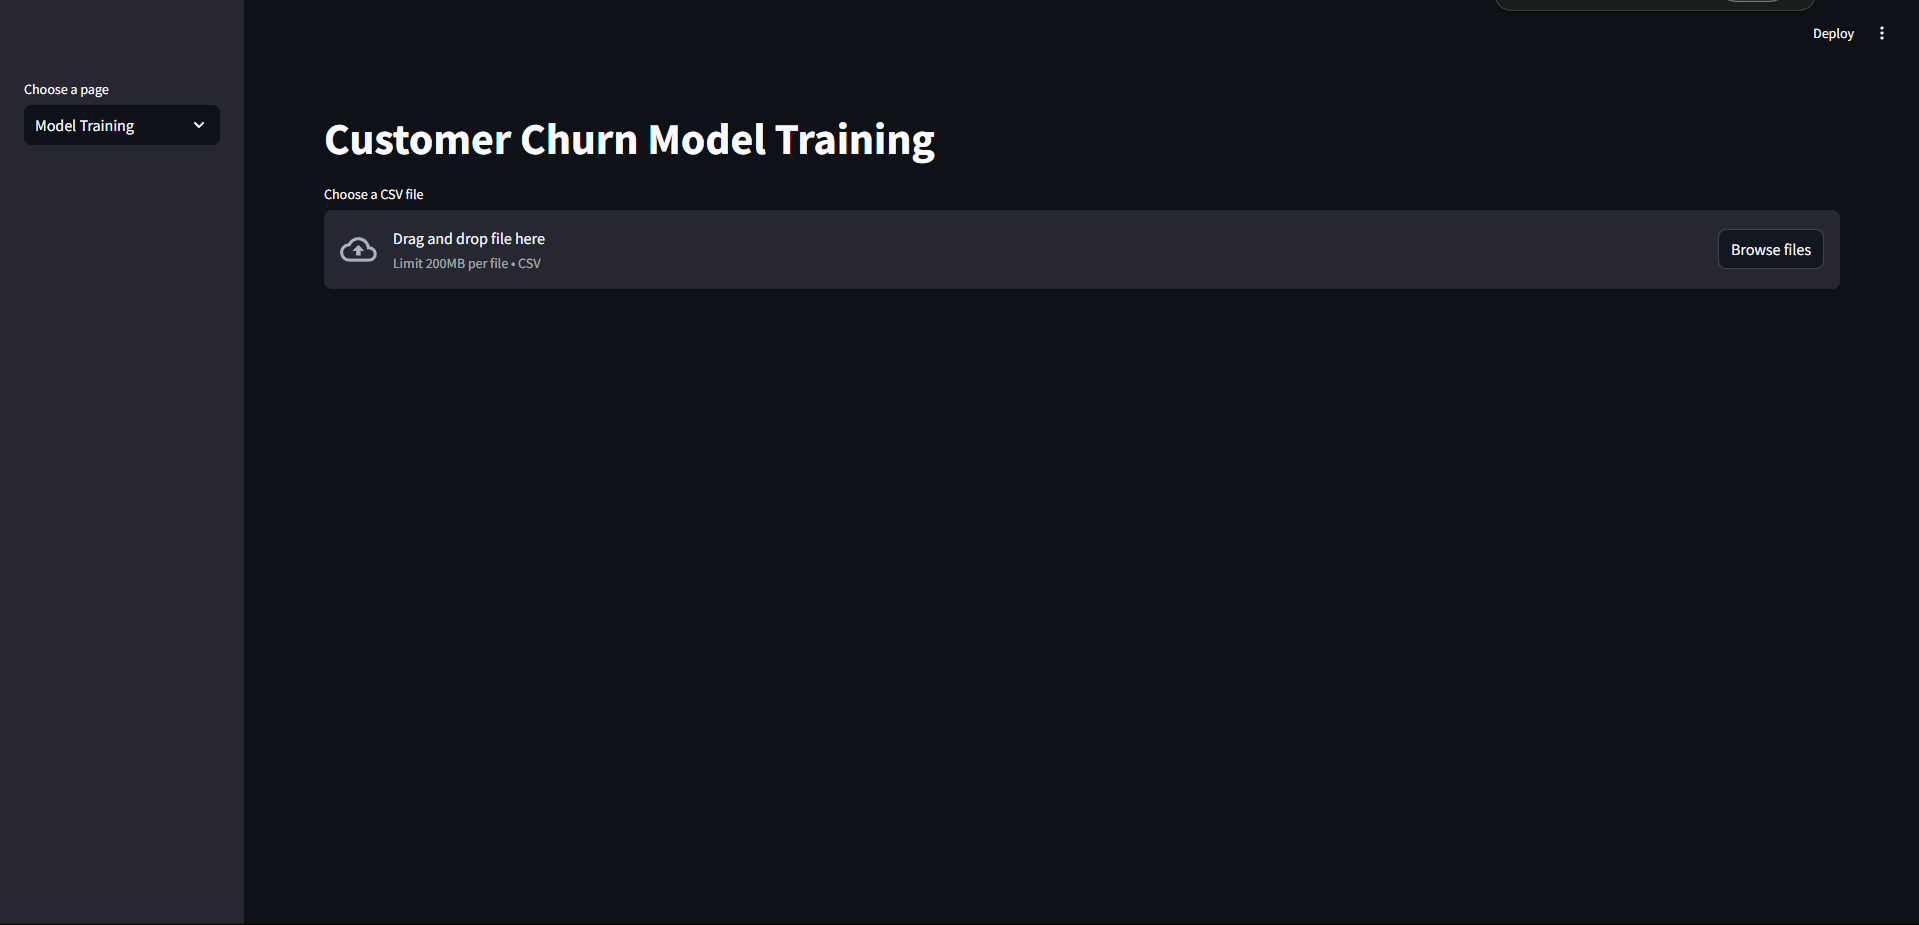 Deploy
Choose a page
Model Training
Customer Churn Model Training
Choose a CSV file
Drag and drop file here
Limit 200MB per file • CSV
Browse files